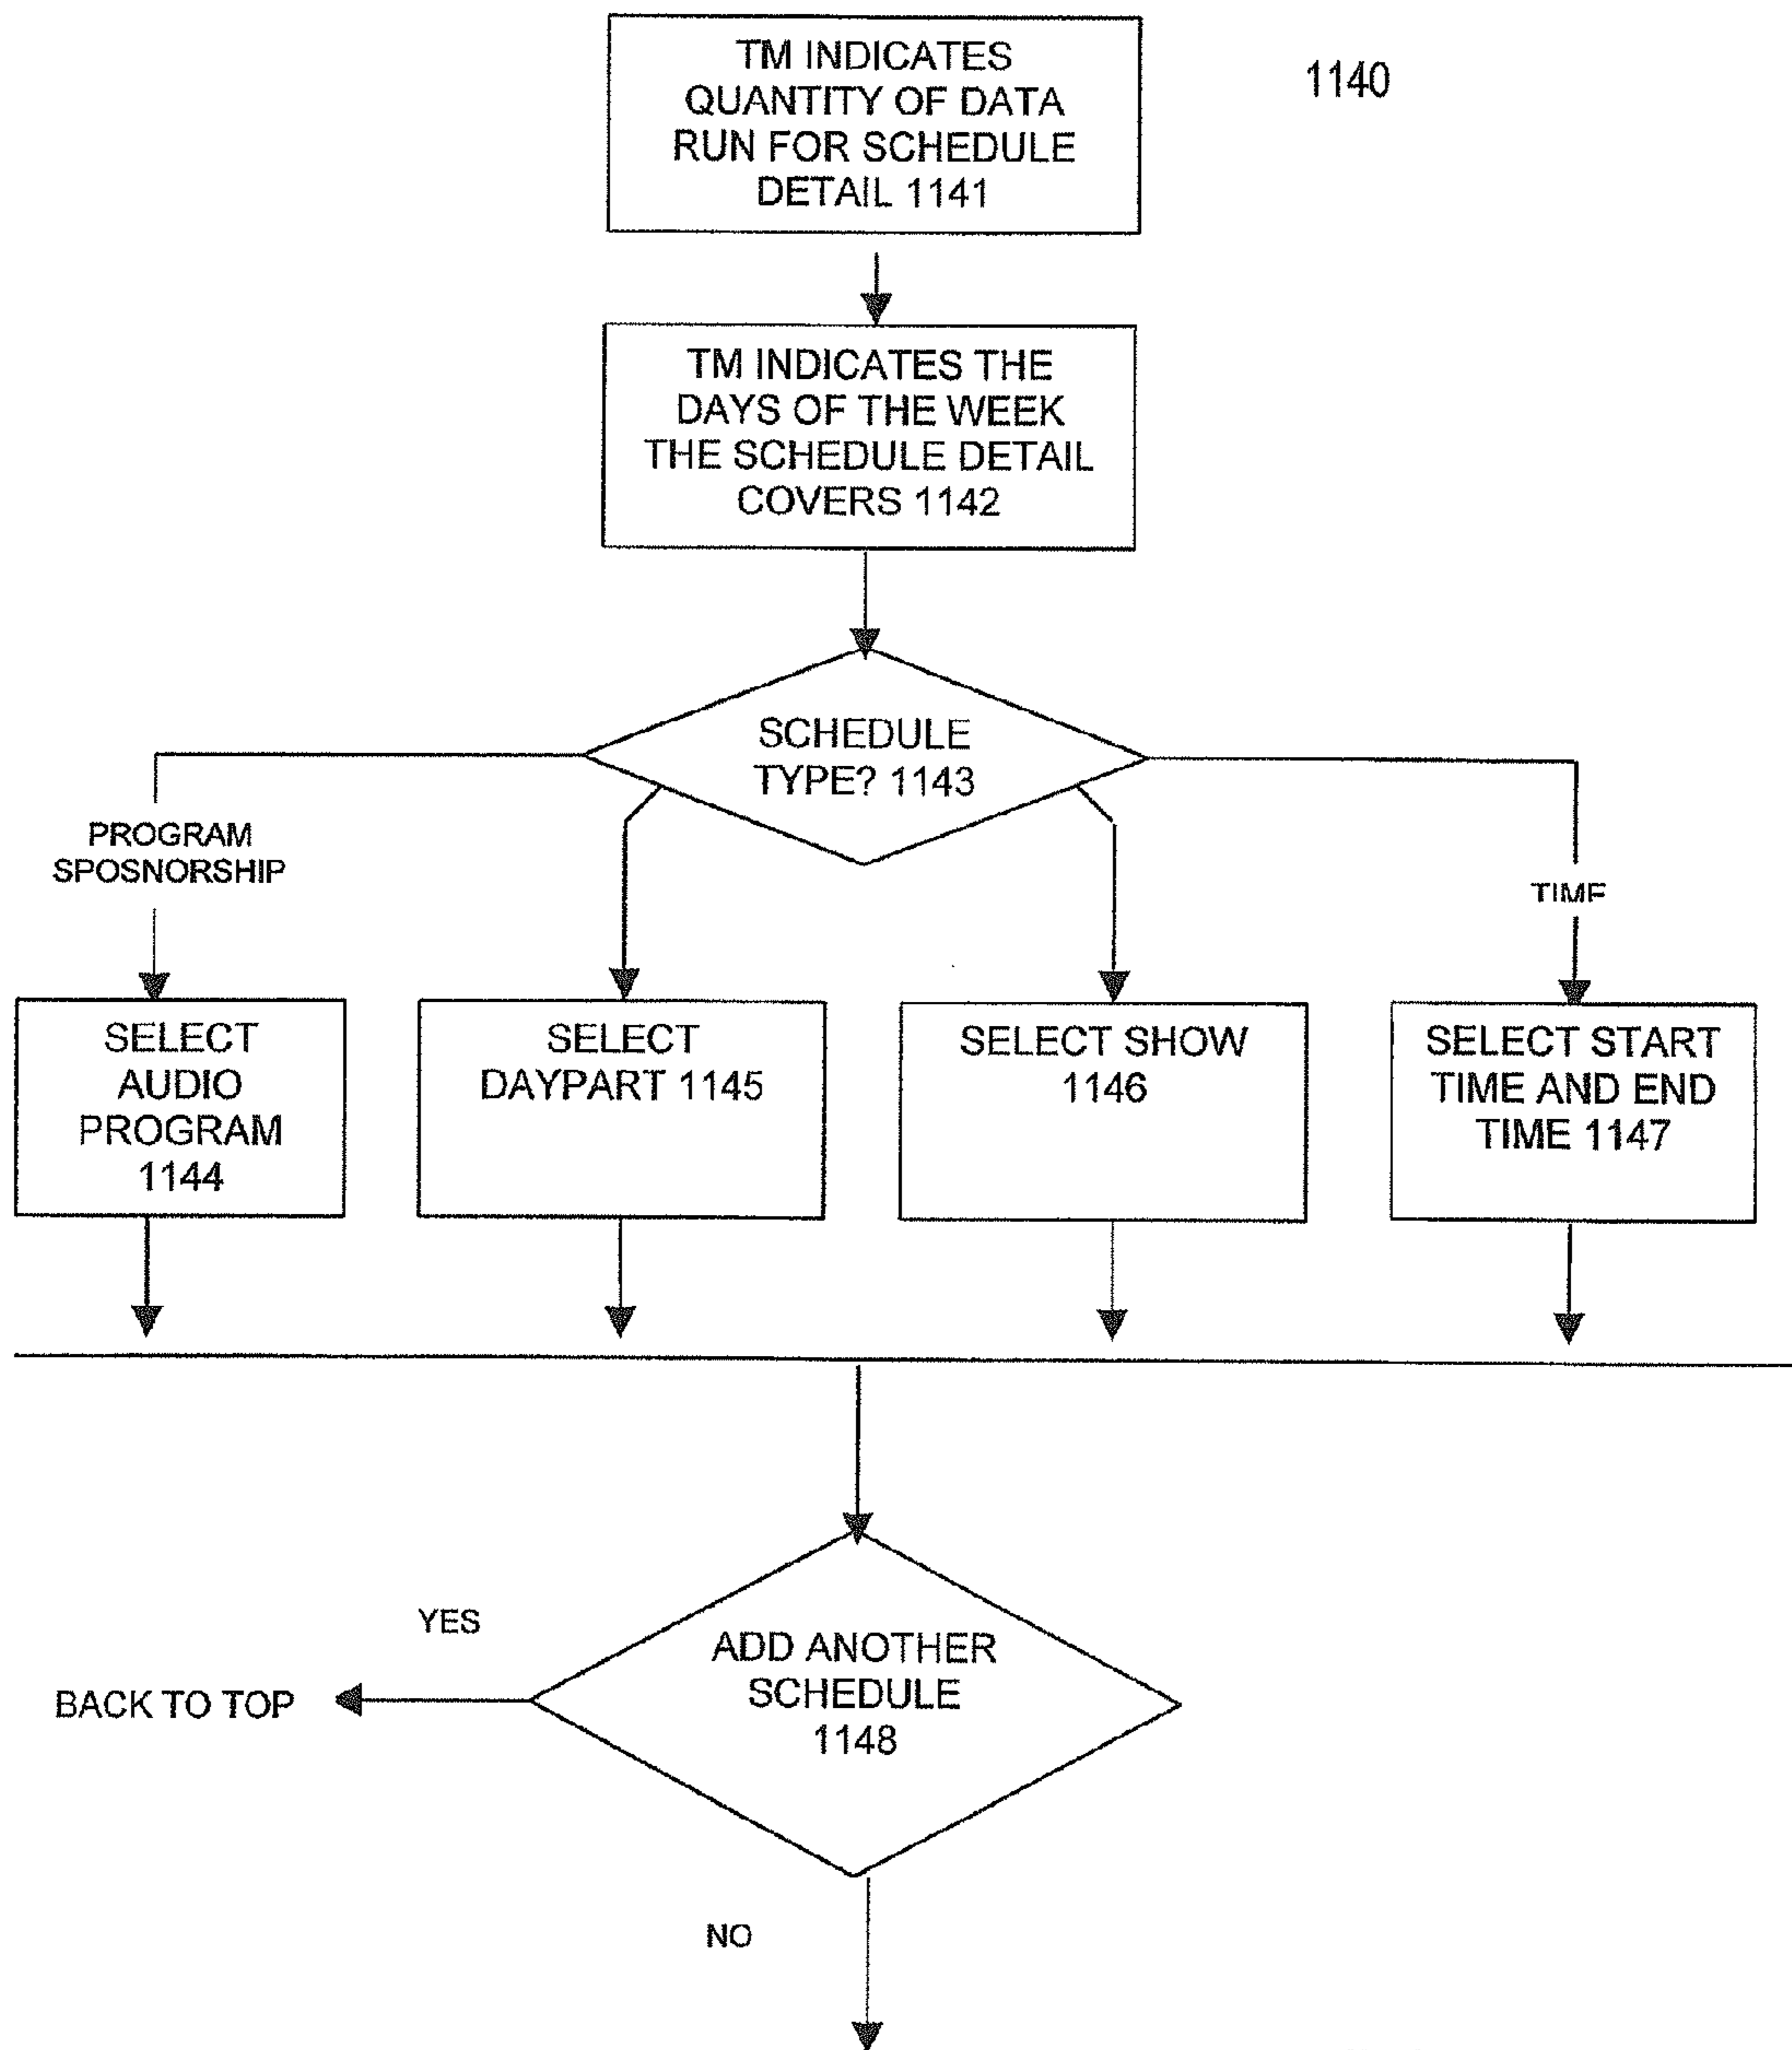 TM INDICATES
QUANTITY OF DATA
RUN FOR SCHEDULE
DETAIL 1141
1140
TM INDICATES THE
DAYS OF THE WEEK
THE SCHEDULE DETAIL
COVERS 1142
SCHEDULE
TYPE? 1143
PROGRAM
SPOSNORSHIP
TIME
SELECT
AUDIO
PROGRAM
1144
SELECT
DAYPART 1145
SELECT SHOW
1146
SELECT START
TIME AND END
TIME 1147
YES
ADD ANOTHER
SCHEDULE
1148
BACK TO TOP
NO